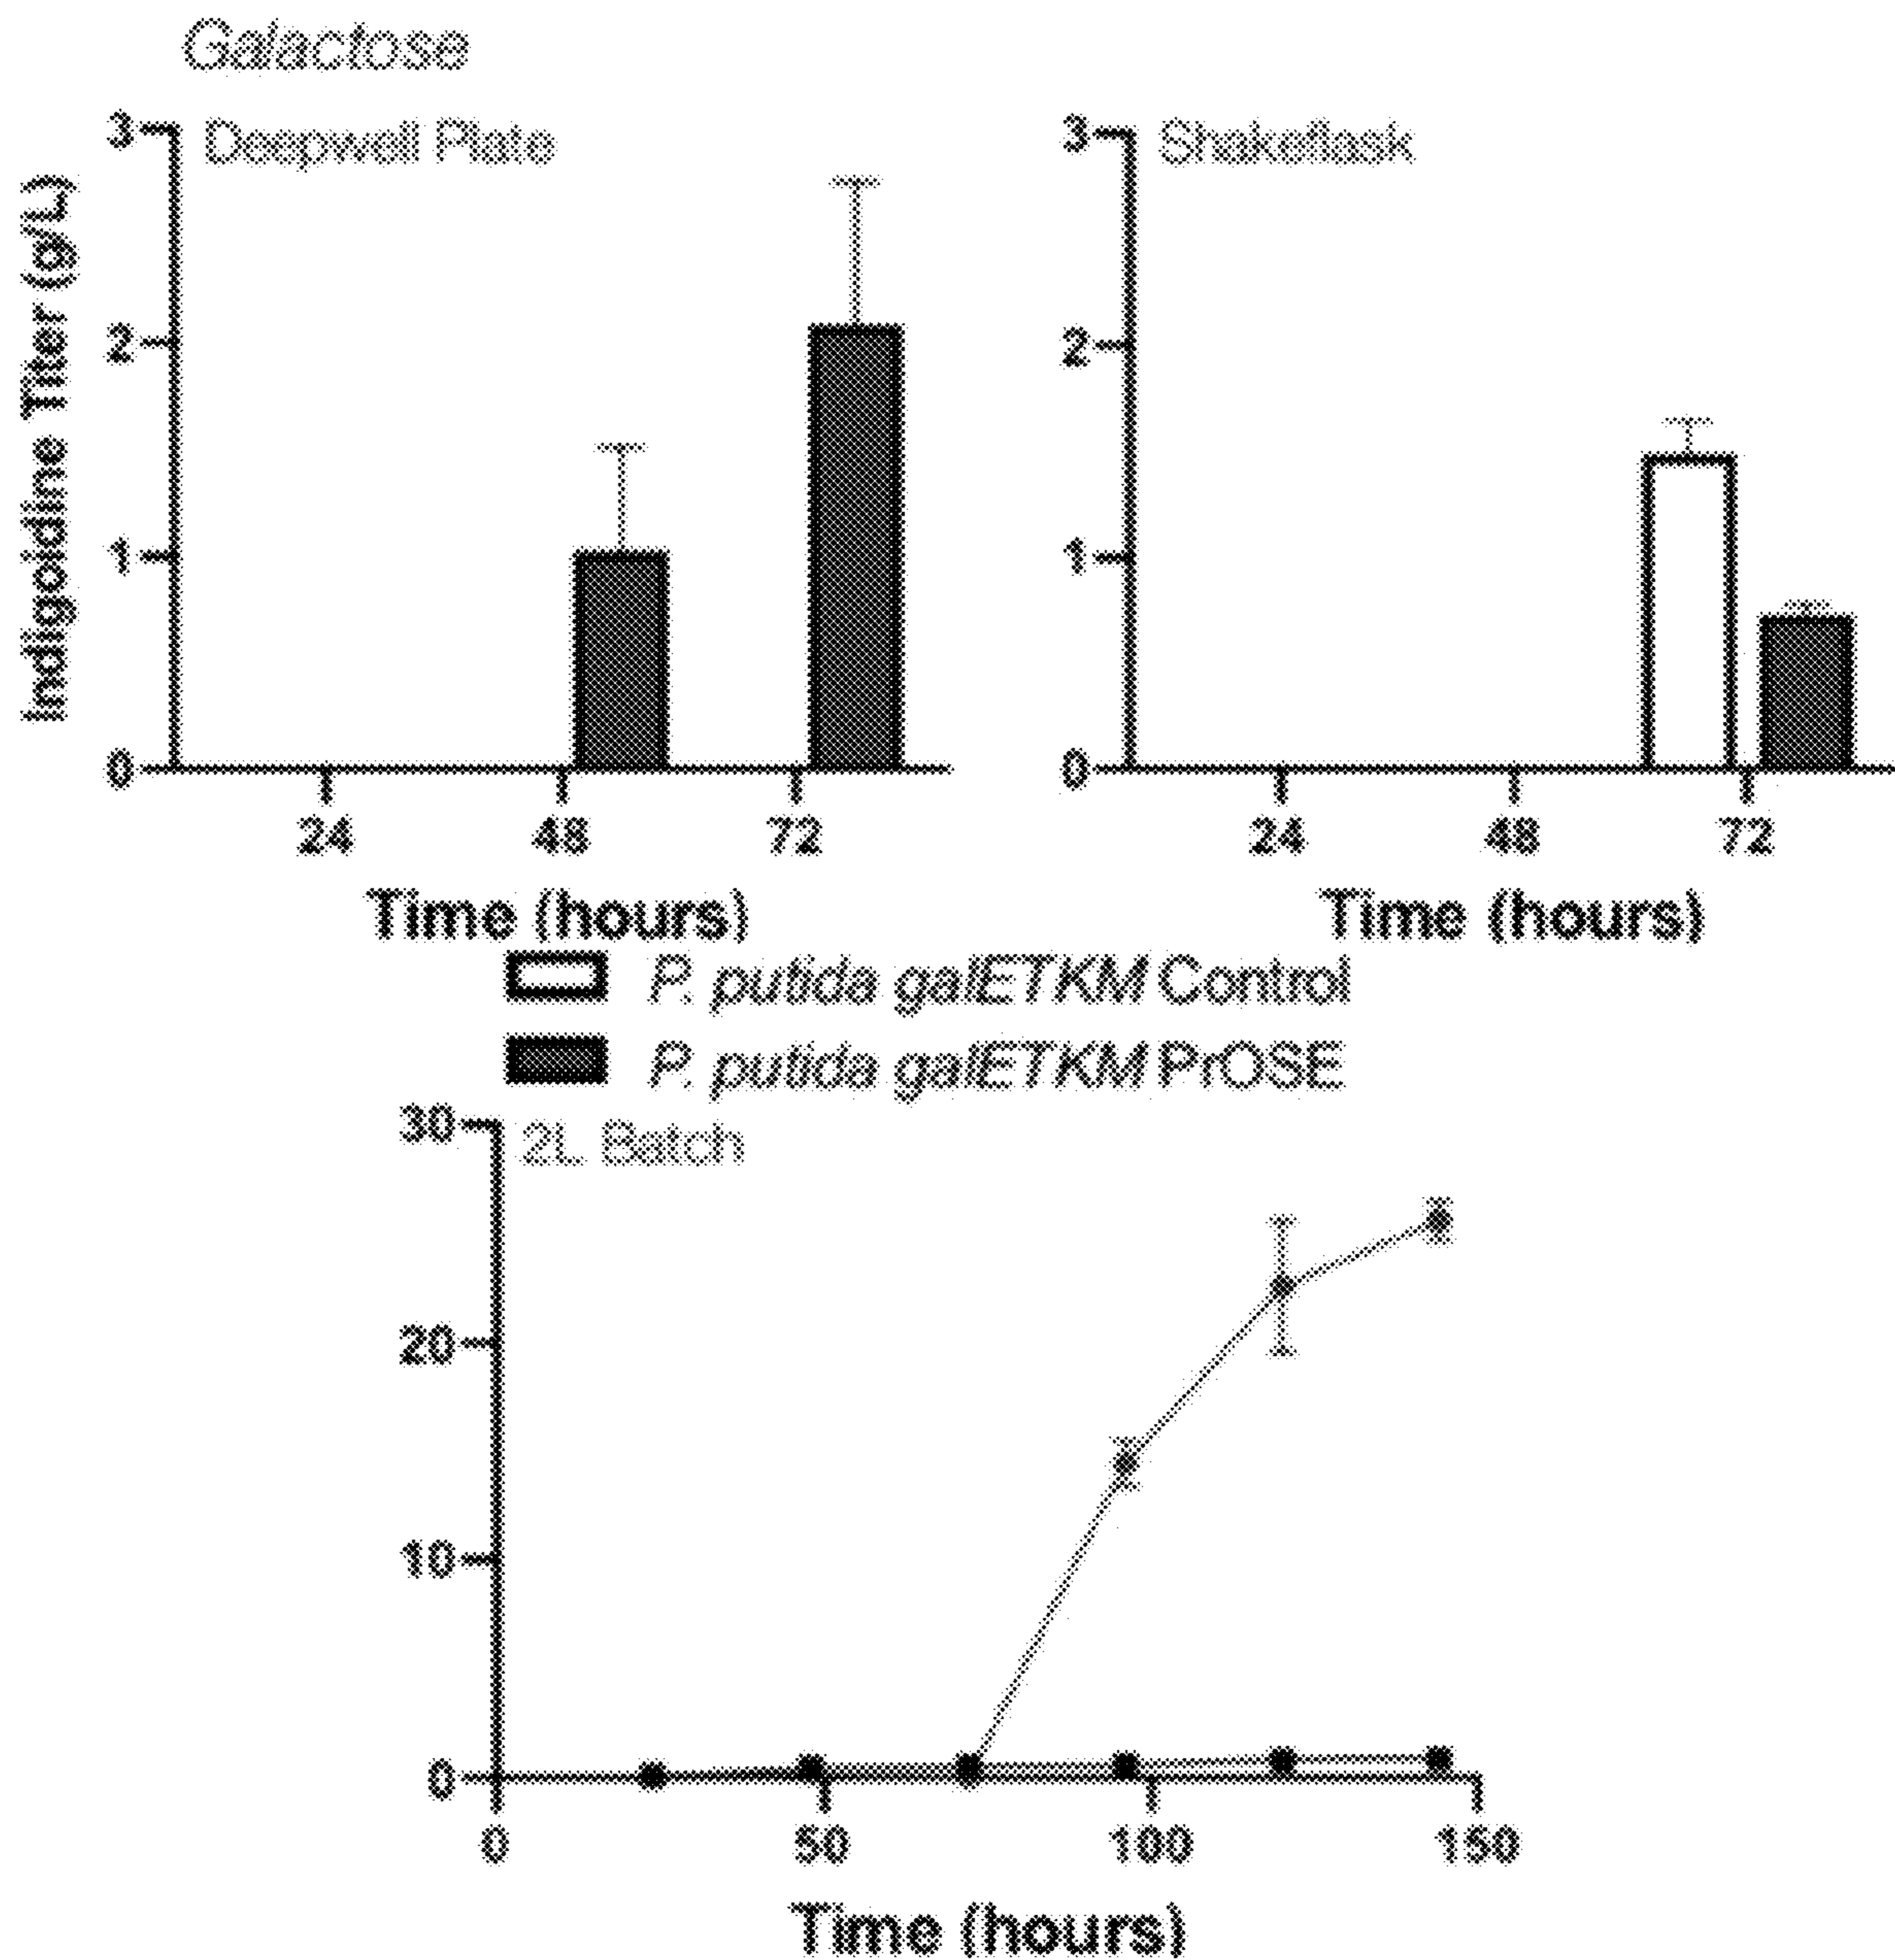 Galactose
Deepwell Plate
Indigoidine Titer (g/L)
3
2
1
0
24 48 72
Time (hours)
Shakeflask
3
2
1
0
24 48 72
Time (hours)
P. putida galETKM Control
P. putida galETKM PrOSE
2L Batch
30
20
10
0
0 50 100 150
Time (hours)